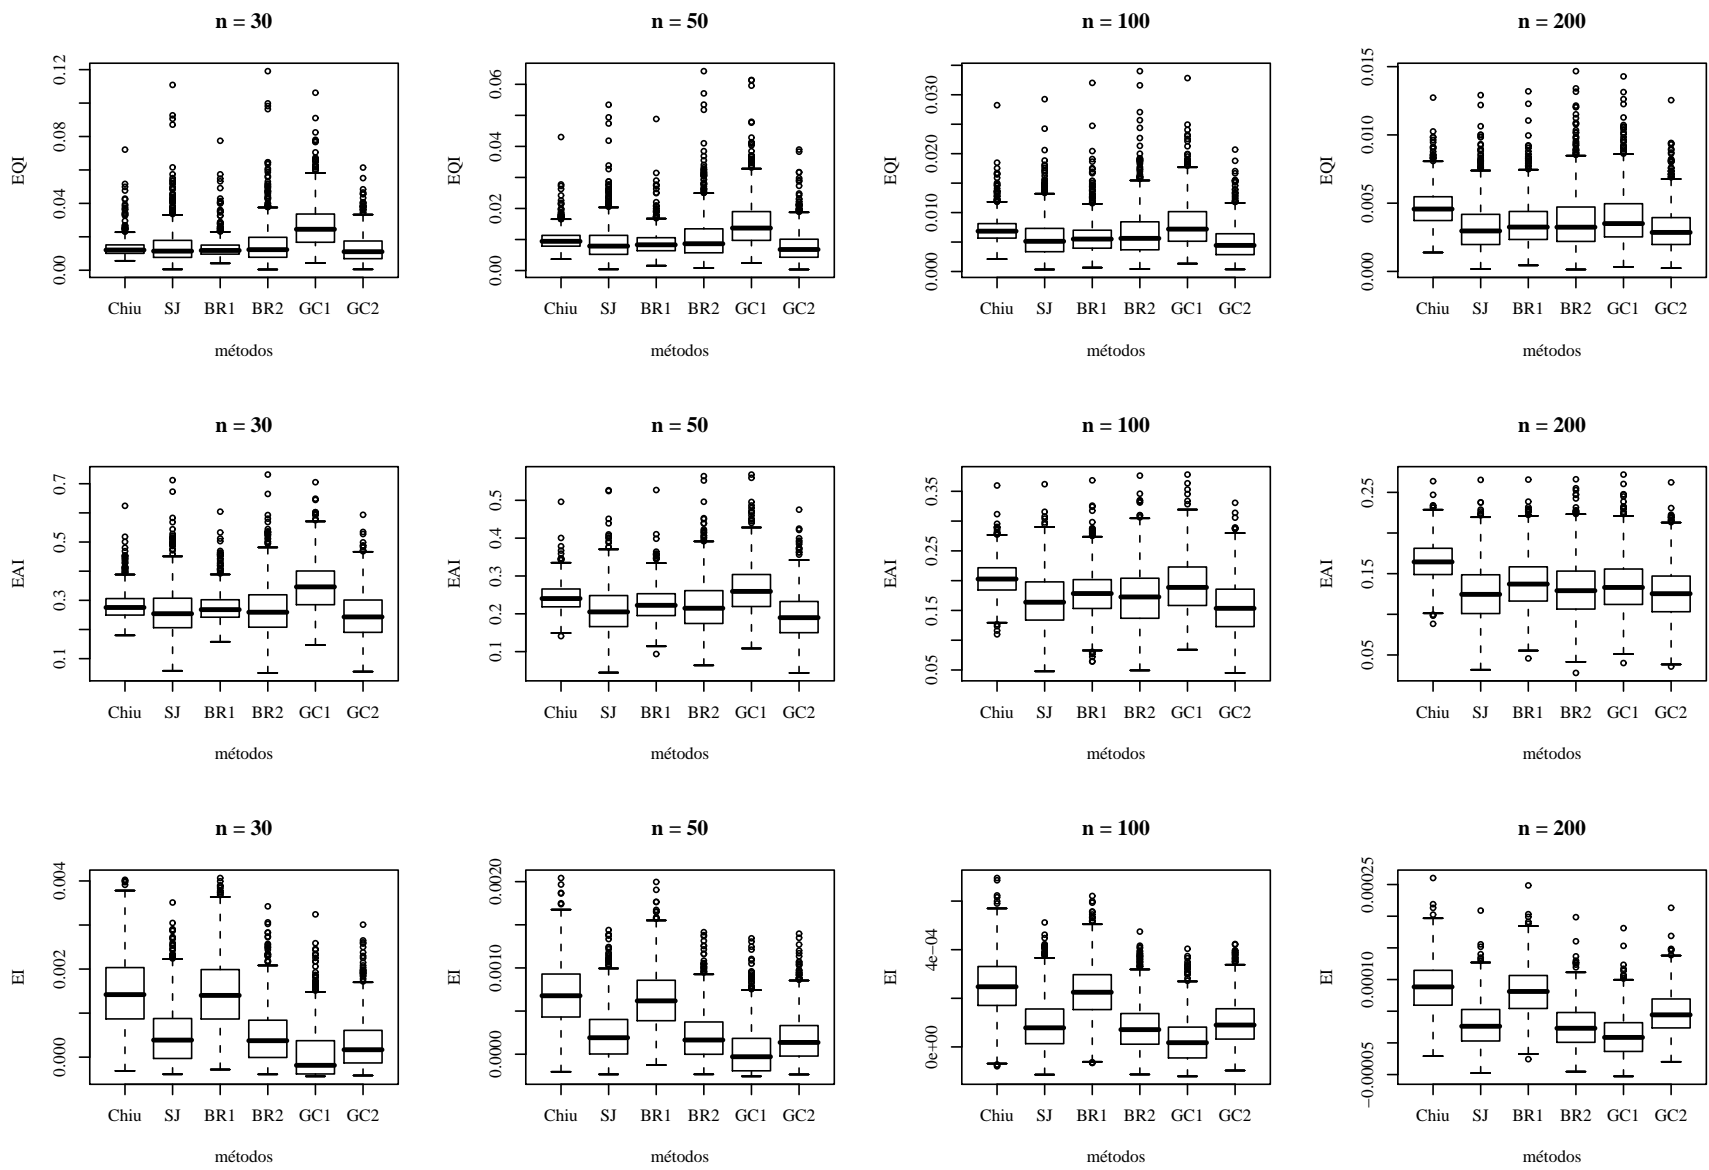 n = 30
EQI
0.00 0.04 0.08 0.12
Chiu SJ BR1 BR2 GC1 GC2
métodos
n = 50
EQI
0.00 0.02 0.04 0.06
Chiu SJ BR1 BR2 GC1 GC2
métodos
n = 100
EQI
0.000 0.010 0.020 0.030
Chiu SJ BR1 BR2 GC1 GC2
métodos
n = 200
EQI
0.000 0.005 0.010 0.015
Chiu SJ BR1 BR2 GC1 GC2
métodos
n = 30
EAI
0.1 0.3 0.5 0.7
Chiu SJ BR1 BR2 GC1 GC2
métodos
n = 50
EAI
0.1 0.2 0.3 0.4 0.5
Chiu SJ BR1 BR2 GC1 GC2
métodos
n = 100
EAI
0.05 0.15 0.25 0.35
Chiu SJ BR1 BR2 GC1 GC2
métodos
n = 200
EAI
0.05 0.15 0.25
Chiu SJ BR1 BR2 GC1 GC2
métodos
n = 30
EI
0.000 0.002 0.004
Chiu SJ BR1 BR2 GC1 GC2
métodos
n = 50
EI
0.0000 0.0010 0.0020
Chiu SJ BR1 BR2 GC1 GC2
métodos
n = 100
EI
0e+00 4e−04
Chiu SJ BR1 BR2 GC1 GC2
métodos
n = 200
EI
−0.00005 0.00010 0.00025
Chiu SJ BR1 BR2 GC1 GC2
métodos